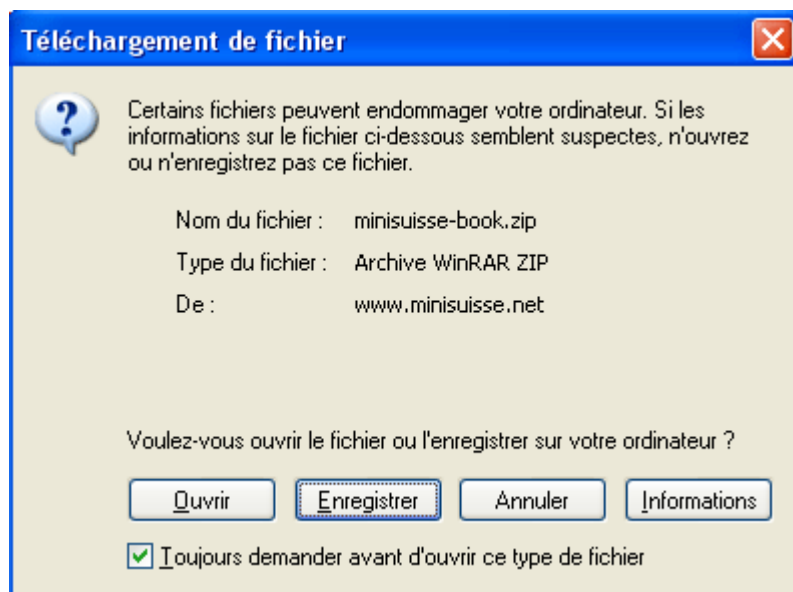 Téléchargement de fichier
Certains fichiers peuvent endommager votre ordinateur. Si les
informations sur le fichier ci-dessous semblent suspectes, n'ouvrez
ou n'enregistrez pas ce fichier.
Nom du fichier : minisuisse-book.zip
Type du fichier : Archive WinRAR ZIP
De : www.minisuisse.net
Voulez-vous ouvrir le fichier ou l'enregistrer sur votre ordinateur ?
Ouvrir Enregistrer Annuler Informations
Toujours demander avant d'ouvrir ce type de fichier